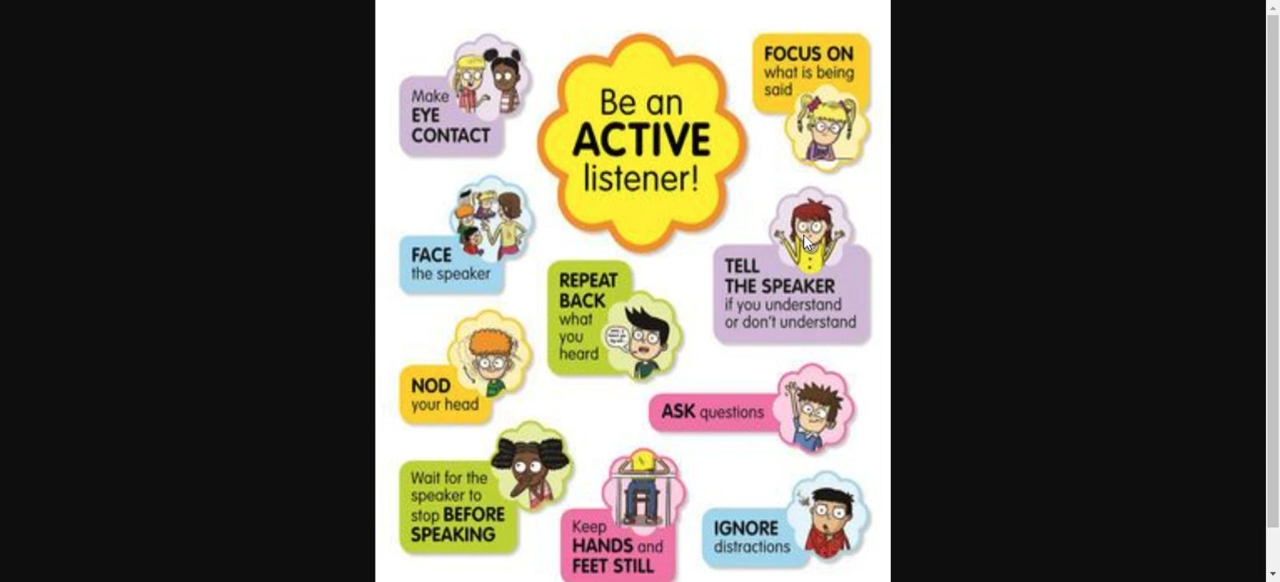 Be an
ACTIVE
listener!
Make
EYE
CONTACT
FOCUS ON
what is being
said
FACE
the speaker
REPEAT
BACK
what
you
heard
TELL
THE SPEAKER
if you understand
or don't understand
NOD
your head
ASK questions
Wait for the
speaker to
stop BEFORE
SPEAKING
Keep
HANDS and
FEET STILL
IGNORE
distractions